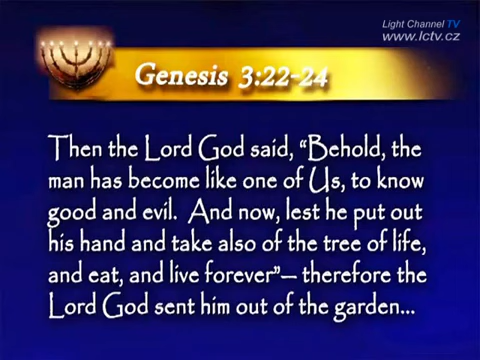 Light Channel TV
www.lctv.cz
Genesis 3:22-24
Then the Lord God said, “Behold, the
man has become like one of Us, to know
good and evil.  And now, lest he put out
his hand and take also of the tree of life,
and eat, and live forever”— therefore the
Lord God sent him out of the garden...